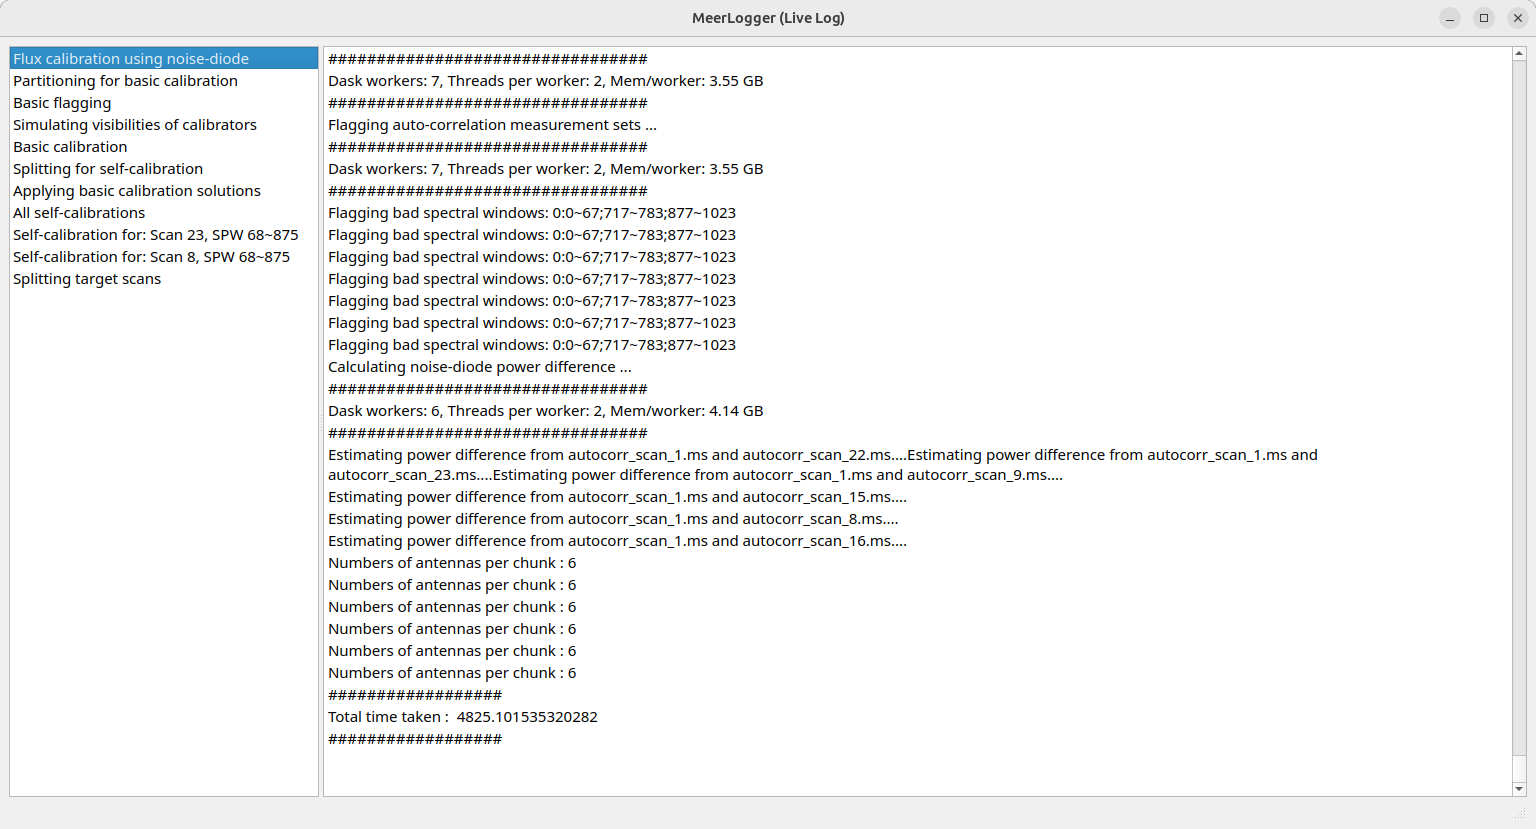 MeerLogger (Live Log)
Flux calibration using noise-diode
Partitioning for basic calibration
Basic flagging
Simulating visibilities of calibrators
Basic calibration
Splitting for self-calibration
Applying basic calibration solutions
All self-calibrations
Self-calibration for: Scan 23, SPW 68~875
Self-calibration for: Scan 8, SPW 68~875
Splitting target scans
#################################
Dask workers: 7, Threads per worker: 2, Mem/worker: 3.55 GB
#################################
Flagging auto-correlation measurement sets ...
#################################
Dask workers: 7, Threads per worker: 2, Mem/worker: 3.55 GB
#################################
Flagging bad spectral windows: 0:0~67;717~783;877~1023
Flagging bad spectral windows: 0:0~67;717~783;877~1023
Flagging bad spectral windows: 0:0~67;717~783;877~1023
Flagging bad spectral windows: 0:0~67;717~783;877~1023
Flagging bad spectral windows: 0:0~67;717~783;877~1023
Flagging bad spectral windows: 0:0~67;717~783;877~1023
Flagging bad spectral windows: 0:0~67;717~783;877~1023
Calculating noise-diode power difference ...
#################################
Dask workers: 6, Threads per worker: 2, Mem/worker: 4.14 GB
#################################
Estimating power difference from autocorr_scan_1.ms and autocorr_scan_22.ms....Estimating power difference from autocorr_scan_1.ms and
autocorr_scan_23.ms....Estimating power difference from autocorr_scan_1.ms and autocorr_scan_9.ms....
Estimating power difference from autocorr_scan_1.ms and autocorr_scan_15.ms....
Estimating power difference from autocorr_scan_1.ms and autocorr_scan_8.ms....
Estimating power difference from autocorr_scan_1.ms and autocorr_scan_16.ms....
Numbers of antennas per chunk : 6
Numbers of antennas per chunk : 6
Numbers of antennas per chunk : 6
Numbers of antennas per chunk : 6
Numbers of antennas per chunk : 6
Numbers of antennas per chunk : 6
##################
Total time taken :  4825.101535320282
##################